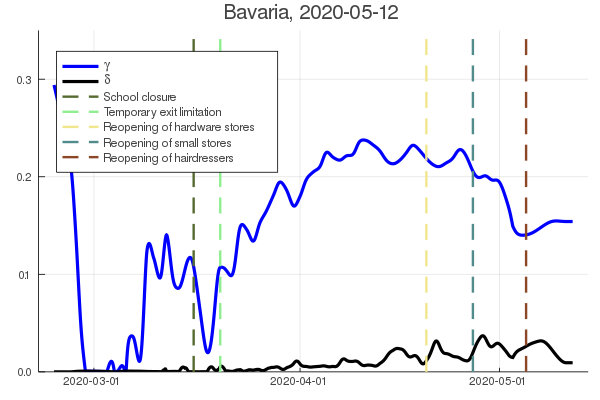 Bavaria, 2020-05-12
γ
δ
School closure
Temporary exit limitation
Reopening of hardware stores
Reopening of small stores
Reopening of hairdressers
0.3
0.2
0.1
0.0
2020-03-01
2020-04-01
2020-05-01